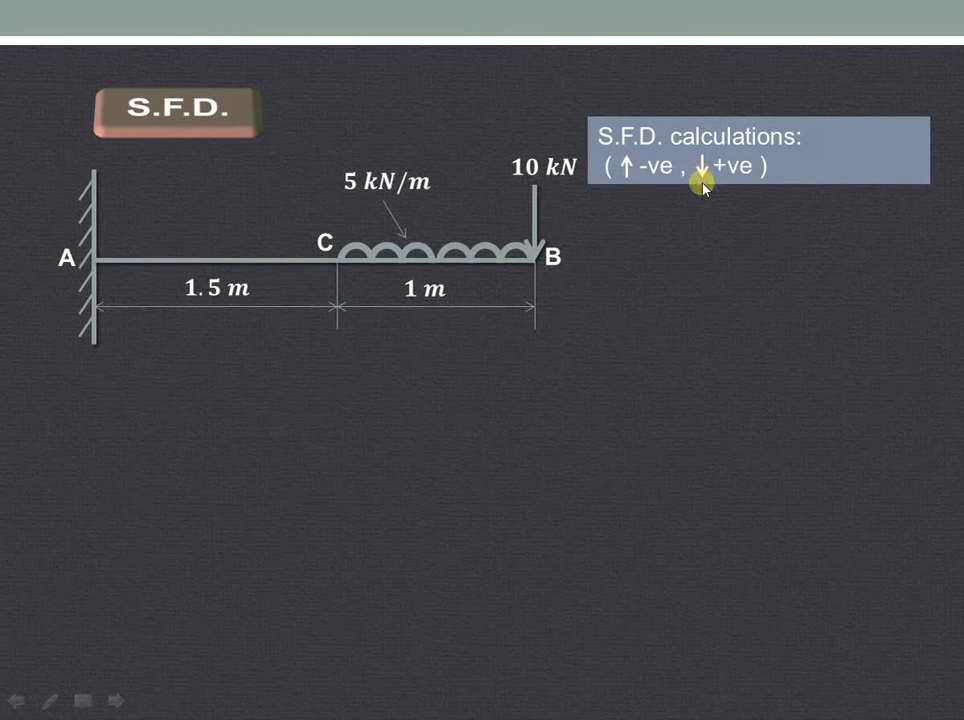 S.F.D.
S.F.D. calculations:
( ↑ -ve , ↓ +ve )
10 kN
5 kN/m
C
A
B
1.5 m
1 m